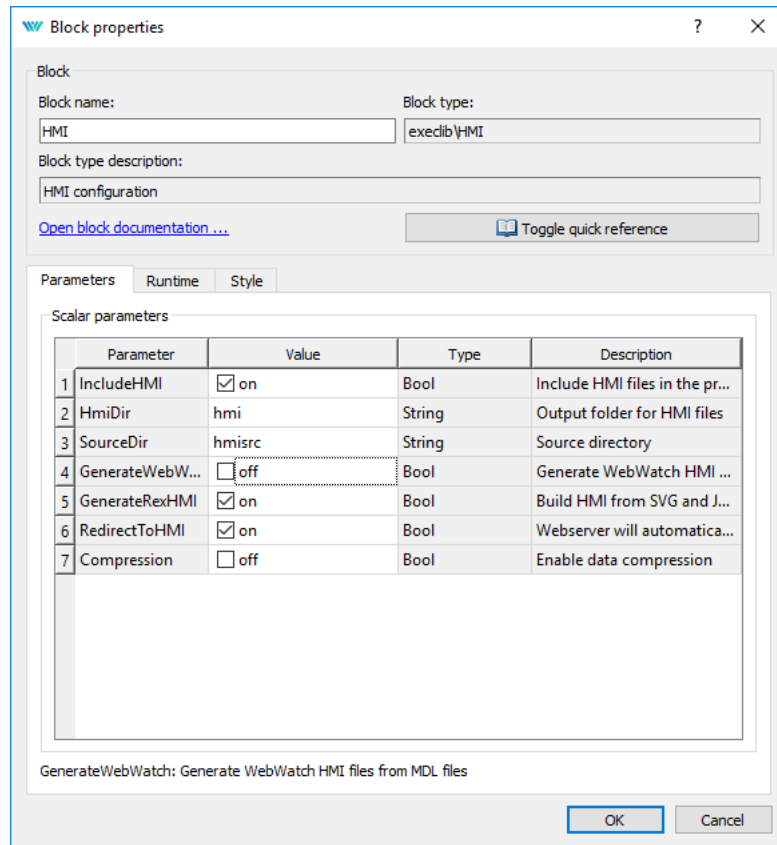 Block properties
? ×
Block
Block name:
Block type:
HMI
execlib\HMI
Block type description:
HMI configuration
Open block documentation ...
Toggle quick reference
Parameters
Runtime
Style
Scalar parameters
Parameter Value Type Description
1 IncludeHMI on Bool Include HMI files in the pr...
2 HmiDir hmi String Output folder for HMI files
3 SourceDir hmisrc String Source directory
4 GenerateWebW... off Bool Generate WebWatch HMI ...
5 GenerateRexHMI on Bool Build HMI from SVG and J...
6 RedirectToHMI on Bool Webserver will automatica...
7 Compression off Bool Enable data compression
GenerateWebWatch: Generate WebWatch HMI files from MDL files
OK
Cancel